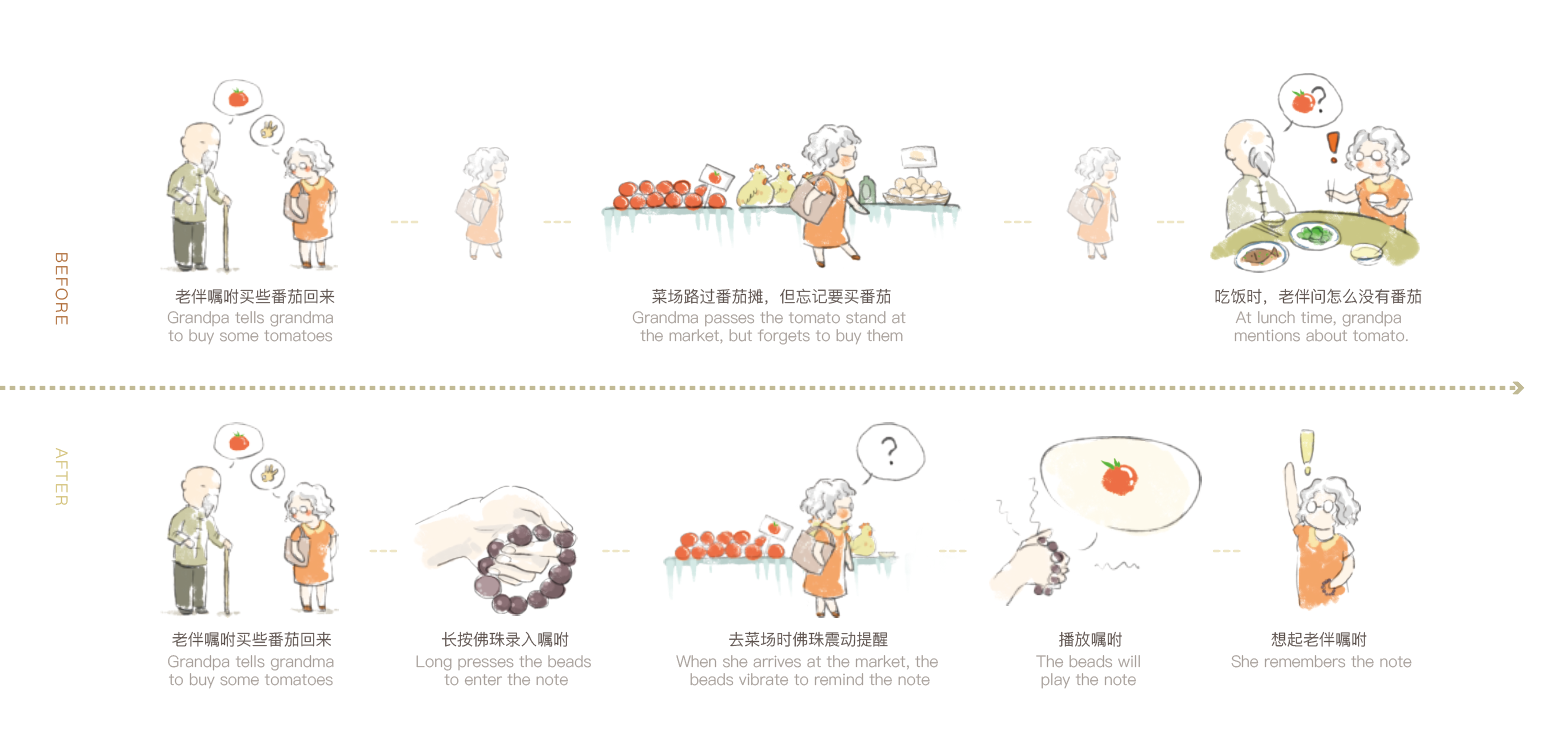 BEFORE
老伴嘱咐买些番茄回来
Grandpa tells grandma
to buy some tomatoes
菜场路过番茄摊，但忘记要买番茄
Grandma passes the tomato stand at
the market, but forgets to buy them
?
!
吃饭时，老伴问怎么没有番茄
At lunch time, grandpa
mentions about tomato.
AFTER
老伴嘱咐买些番茄回来
Grandpa tells grandma
to buy some tomatoes
长按佛珠录入嘱咐
Long presses the beads
to enter the note
?
去菜场时佛珠震动提醒
When she arrives at the market, the
beads vibrate to remind the note
播放嘱咐
The beads will
play the note
!
想起老伴嘱咐
She remembers the note